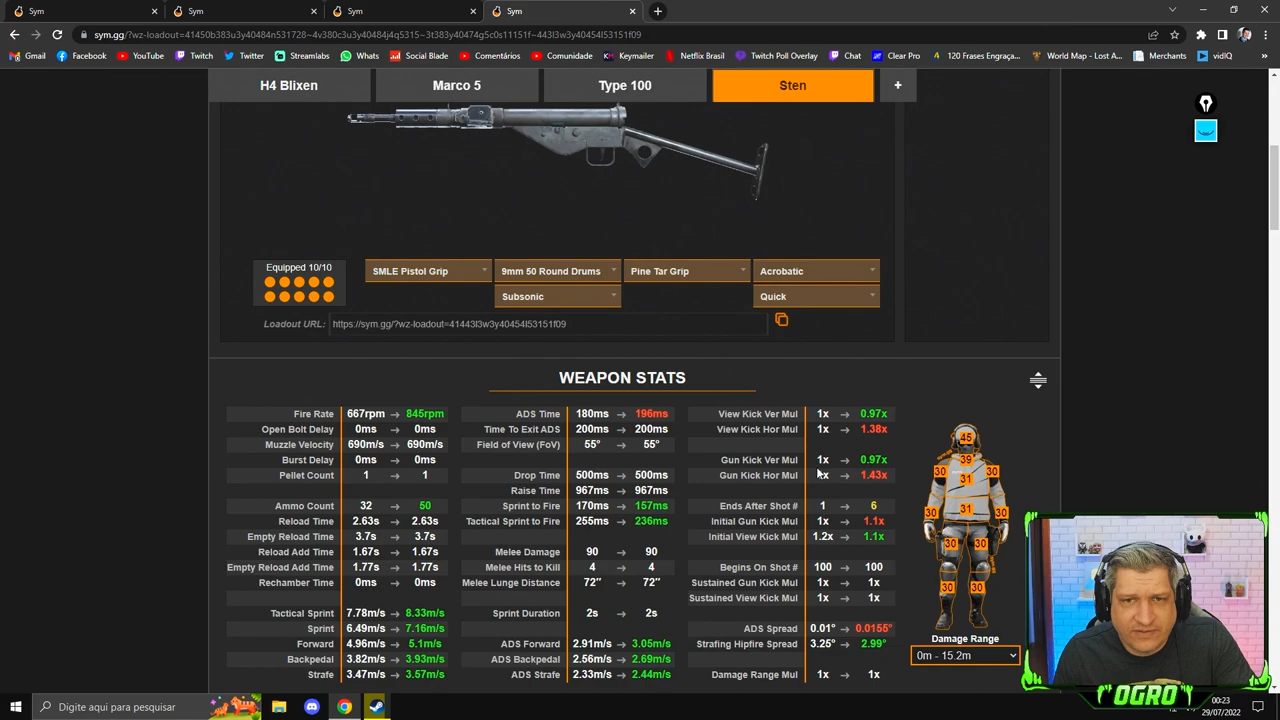 Sym
Sym
Sym
Sym
sym.gg/?wz-loadout=41450b383u3y40484n531728~4vm380c3u3y40484j4q5315~3t63b40474g5c0s11151f~443l3w3y40454l53151f09
Gmail Facebook YouTube Twitch Twitter Streamlabs Whats Social Blade Comentários Comunidade Keymailer Netflix Brasil Twitch Poll Overlay Chat Clear Pro 120 Frases Engraça... World Map - Lost A... Merchants vidIQ
H4 Blixen Marco 5 Type 100 Sten +
Equipped 10/10
SMLE Pistol Grip 9mm 50 Round Drums Pine Tar Grip Acrobatic
Subsonic Quick
Loadout URL: https://sym.gg/?wz-loadout=41443l3w3y40454l53151f09
WEAPON STATS
Fire Rate 667rpm → 845rpm
Open Bolt Delay 0ms → 0ms
Muzzle Velocity 690m/s → 690m/s
Burst Delay 0ms → 0ms
Pellet Count 1 → 1
Ammo Count 32 → 50
Reload Time 2.63s → 2.63s
Empty Reload Time 3.7s → 3.7s
Reload Add Time 1.67s → 1.67s
Empty Reload Add Time 1.77s → 1.77s
Rechamber Time 0ms → 0ms
Tactical Sprint 7.78m/s → 8.33m/s
Sprint 6.49m/s → 7.16m/s
Forward 4.96m/s → 5.1m/s
Backpedal 3.82m/s → 3.93m/s
Strafe 3.47m/s → 3.57m/s
ADS Time 180ms → 196ms
Time To Exit ADS 200ms → 200ms
Field of View (FoV) 55° → 55°
Drop Time 500ms → 500ms
Raise Time 967ms → 967ms
Sprint to Fire 170ms → 157ms
Tactical Sprint to Fire 255ms → 236ms
Melee Damage 90 → 90
Melee Hits to Kill 4 → 4
Melee Lunge Distance 72″ → 72″
Sprint Duration 2s → 2s
ADS Forward 2.91m/s → 3.05m/s
ADS Backpedal 2.56m/s → 2.69m/s
ADS Strafe 2.33m/s → 2.44m/s
View Kick Ver Mul 1x → 0.97x
View Kick Hor Mul 1x → 1.38x
Gun Kick Ver Mul 1x → 0.97x
Gun Kick Hor Mul x → 1.43x
Ends After Shot # 1 → 6
Initial Gun Kick Mul 1x → 1.1x
Initial View Kick Mul 1.2x → 1.1x
Begins On Shot # 100 → 100
Sustained Gun Kick Mul 1x → 1x
Sustained View Kick Mul 1x → 1x
ADS Spread 0.01° → 0.0155°
Strafing Hipfire Spread 3.25° → 2.99°
Damage Range Mul 1x → 1x
45
39
30 31 30
30 31 30
30 30
30 30
Damage Range
0m - 15.2m
OGRO
Digite aqui para pesquisar
00:23
29/07/2022